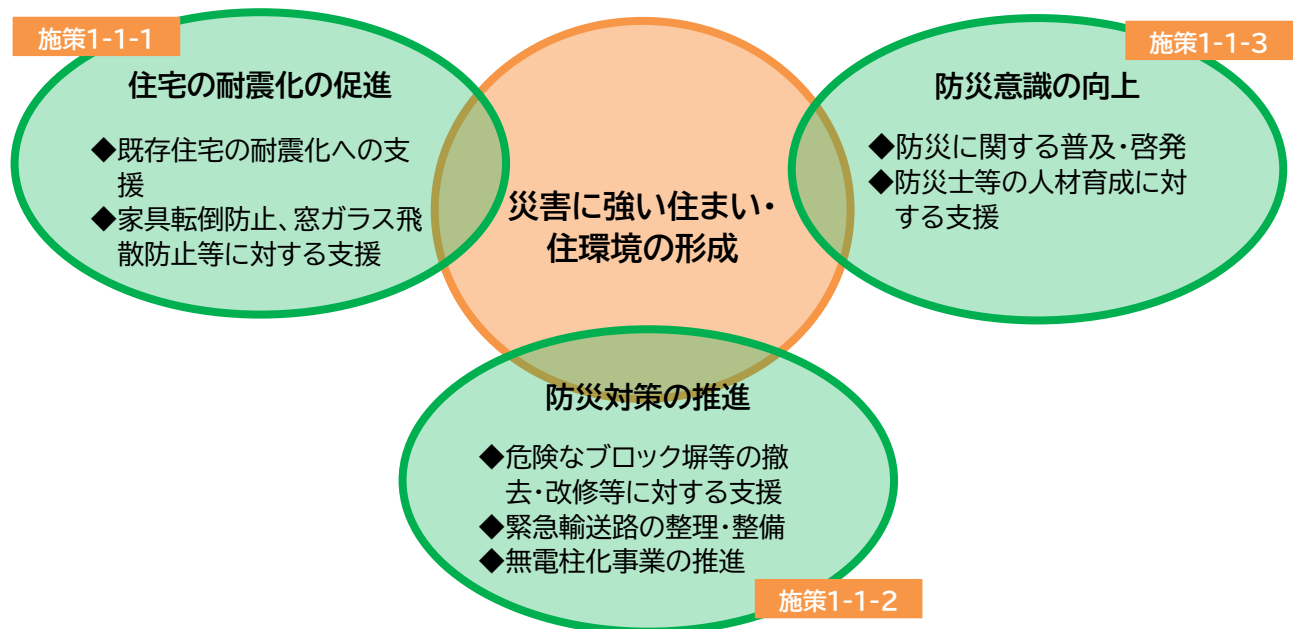 施策1-1-1
住宅の耐震化の促進
◆既存住宅の耐震化への支
援
◆家具転倒防止、窓ガラス飛
散防止等に対する支援
災害に強い住まい・
住環境の形成
施策1-1-3
防災意識の向上
◆防災に関する普及・啓発
◆防災士等の人材育成に対
する支援
防災対策の推進
◆危険なブロック塀等の撤
去・改修等に対する支援
◆緊急輸送路の整理・整備
◆無電柱化事業の推進
施策1-1-2